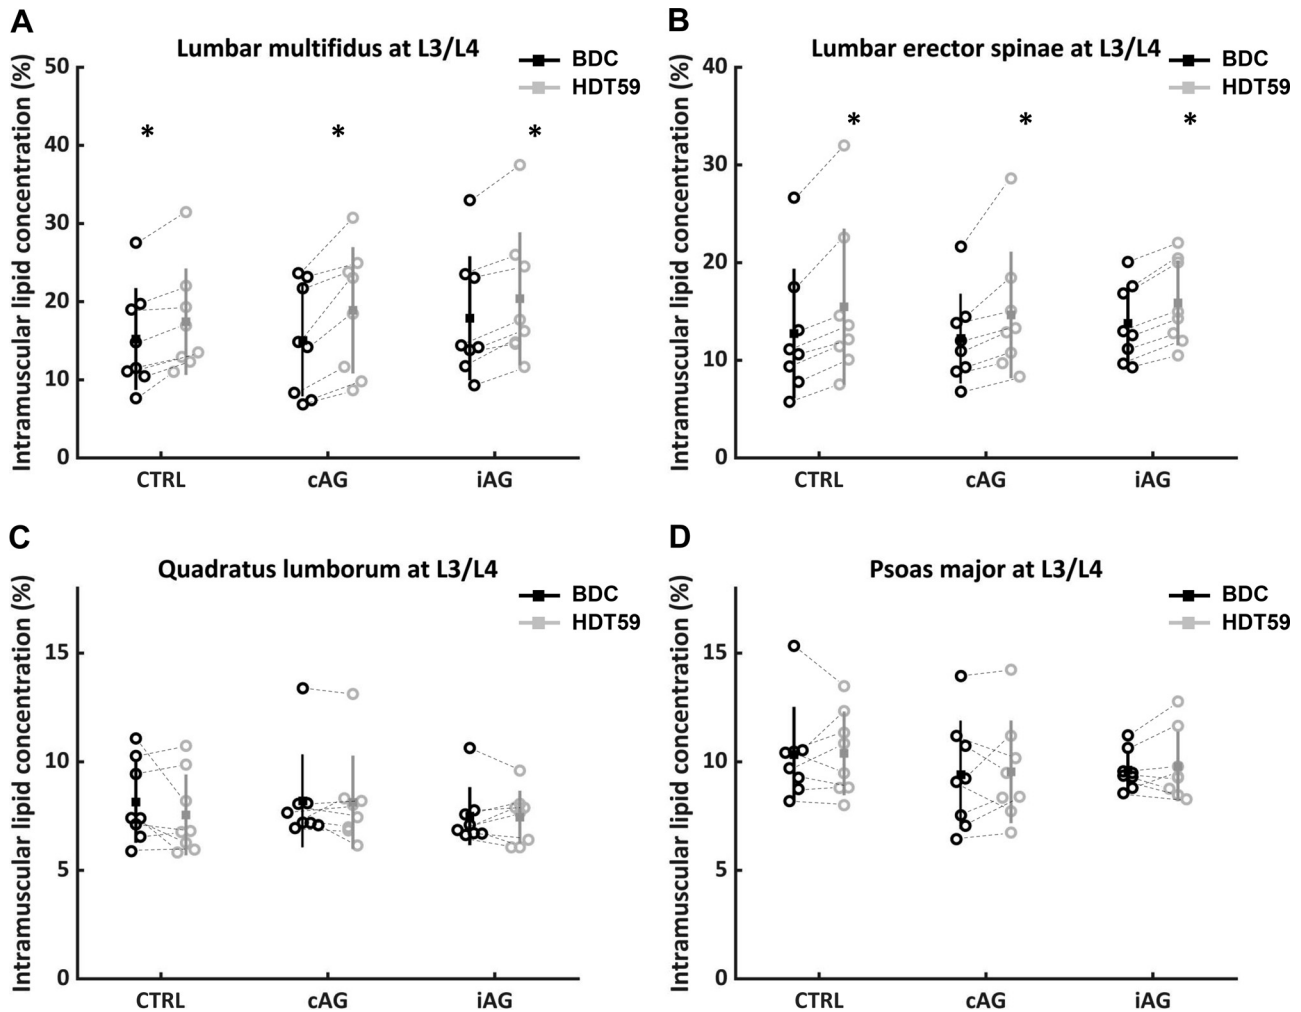 A
Lumbar multifidus at L3/L4
BDC
HDT59
Intramuscular lipid concentration (%)
50
40
30
20
10
0
*
*
*
CTRL
cAG
iAG
B
Lumbar erector spinae at L3/L4
BDC
HDT59
Intramuscular lipid concentration (%)
40
30
20
10
0
*
*
*
CTRL
cAG
iAG
C
Quadratus lumborum at L3/L4
BDC
HDT59
Intramuscular lipid concentration (%)
15
10
5
0
CTRL
cAG
iAG
D
Psoas major at L3/L4
BDC
HDT59
Intramuscular lipid concentration (%)
15
10
5
0
CTRL
cAG
iAG